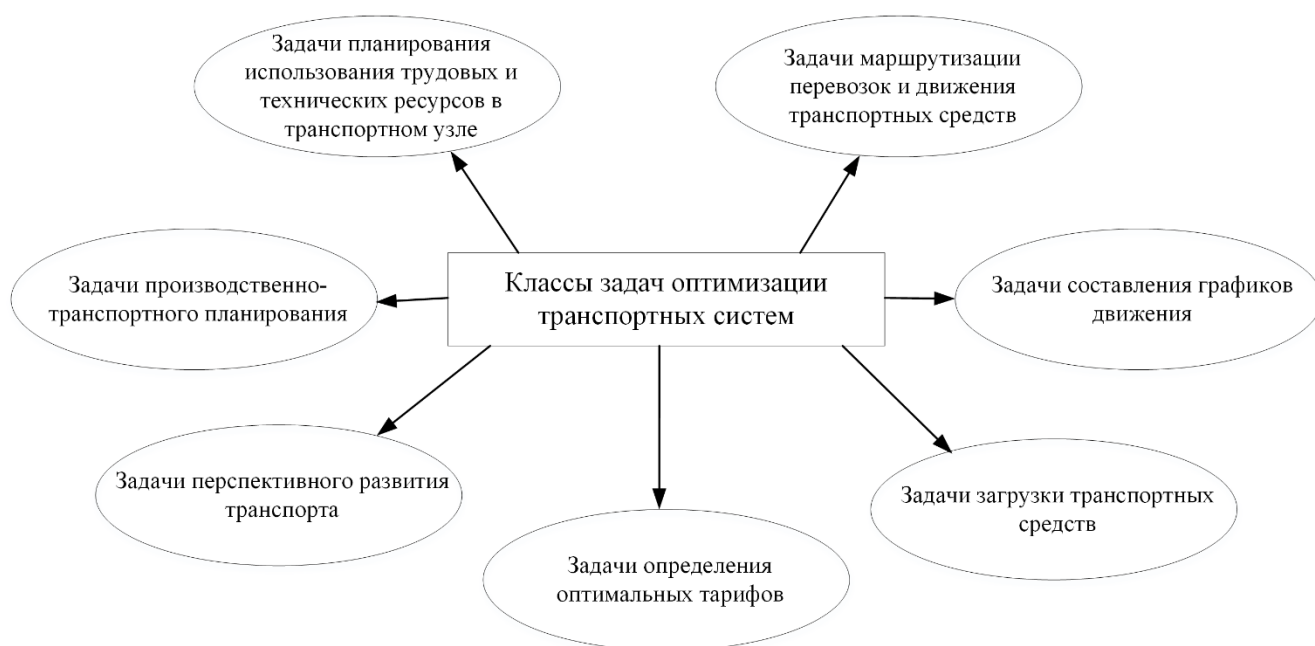 Задачи планирования
использования трудовых и
технических ресурсов в
транспортном узле
Задачи маршрутизации
перевозок и движения
транспортных средств
Задачи производственно-
транспортного планирования
Классы задач оптимизации
транспортных систем
Задачи составления графиков
движения
Задачи перспективного развития
транспорта
Задачи определения
оптимальных тарифов
Задачи загрузки транспортных
средств